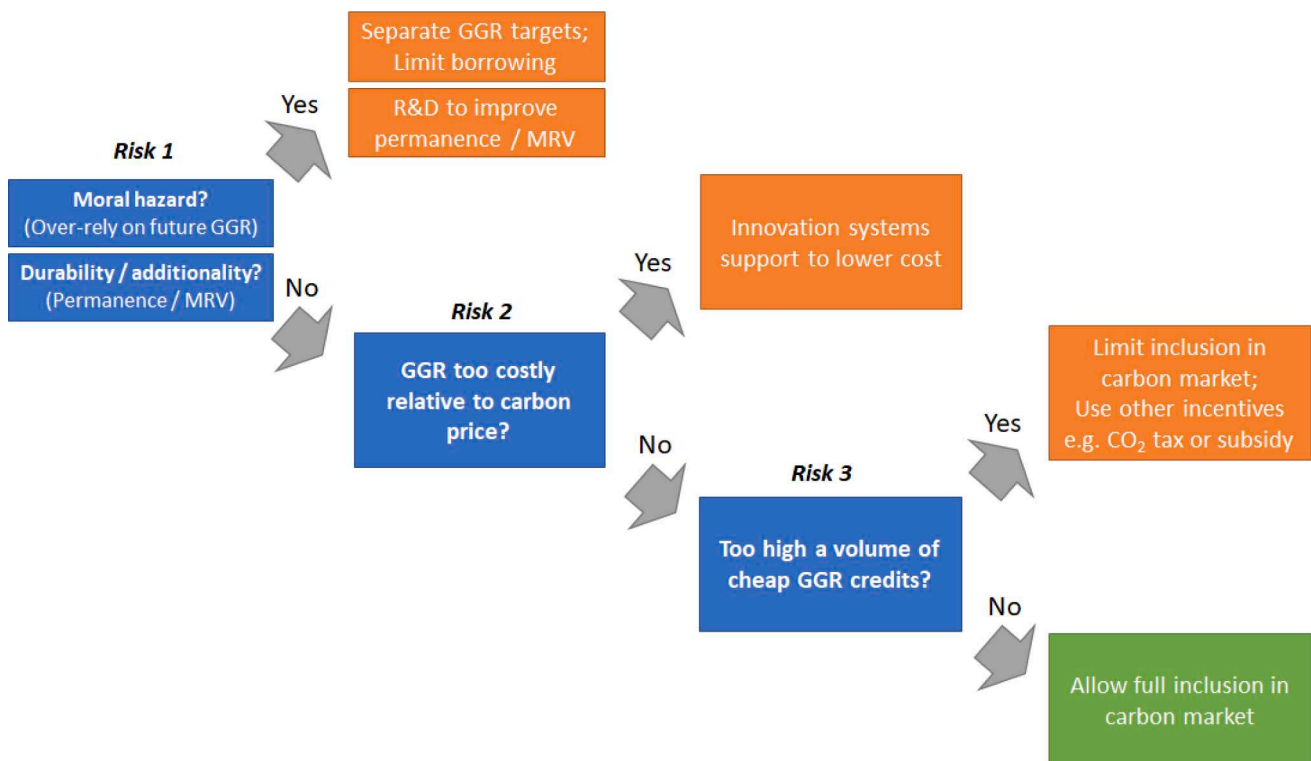 Separate GGR targets;
Limit borrowing
Yes
R&D to improve
permanence / MRV
Risk 1
Moral hazard?
(Over-rely on future GGR)
Durability / additionality?
(Permanence / MRV)
No
Innovation systems
support to lower cost
Yes
Risk 2
GGR too costly
relative to carbon
price?
No
Limit inclusion in
carbon market;
Use other incentives
e.g. CO₂ tax or subsidy
Yes
Risk 3
Too high a volume of
cheap GGR credits?
No
Allow full inclusion in
carbon market